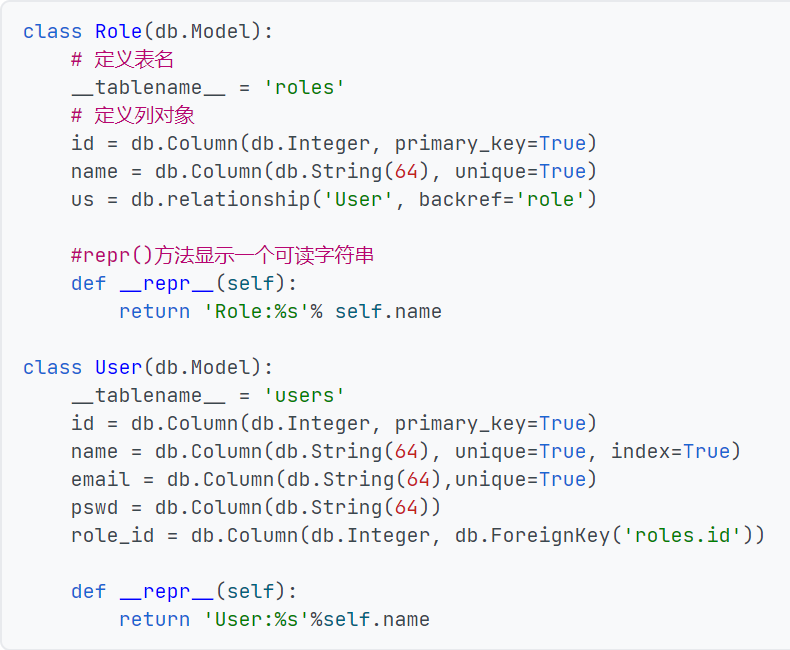 class Role(db.Model):
    # 定义表名
    __tablename__ = 'roles'
    # 定义列对象
    id = db.Column(db.Integer, primary_key=True)
    name = db.Column(db.String(64), unique=True)
    us = db.relationship('User', backref='role')

    #repr()方法显示一个可读字符串
    def __repr__(self):
        return 'Role:%s'% self.name

class User(db.Model):
    __tablename__ = 'users'
    id = db.Column(db.Integer, primary_key=True)
    name = db.Column(db.String(64), unique=True, index=True)
    email = db.Column(db.String(64),unique=True)
    pswd = db.Column(db.String(64))
    role_id = db.Column(db.Integer, db.ForeignKey('roles.id'))

    def __repr__(self):
        return 'User:%s'%self.name